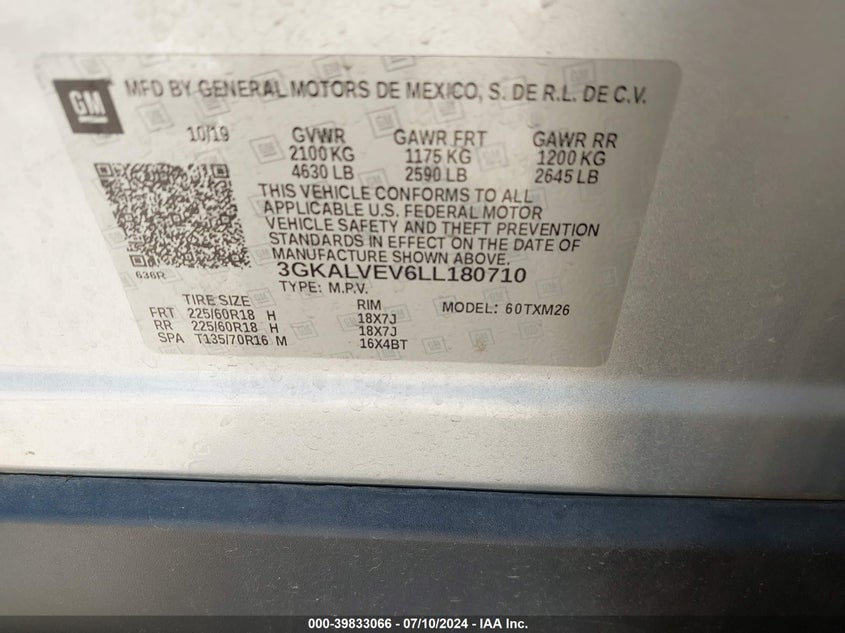 GM
MFD BY GENERAL MOTORS DE MEXICO, S. DE R.L. DE C.V.
10/19 GVWR GAWR FRT GAWR RR
2100 KG 1175 KG 1200 KG
4630 LB 2590 LB 2645 LB
THIS VEHICLE CONFORMS TO ALL
APPLICABLE U.S. FEDERAL MOTOR
VEHICLE SAFETY AND THEFT PREVENTION
STANDARDS IN EFFECT ON THE DATE OF
MANUFACTURE SHOWN ABOVE.
636R 3GKALVEV6LL180710
TYPE: M.P.V.
TIRE SIZE RIM MODEL: 60TXM26
FRT 225/60R18 H 18X7J
RR 225/60R18 H 18X7J
SPA T135/70R16 M 16X4BT
000-39833066 - 07/10/2024 - IAA Inc.